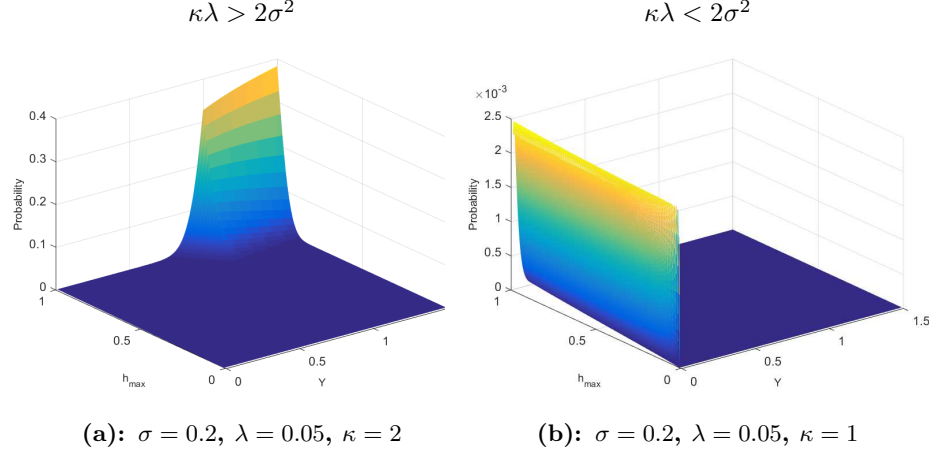 κλ > 2σ²
κλ < 2σ²
0.4
0.3
0.2
0.1
0
Probability
1
0.5
0
h_max
0
0.5
1
Y
×10⁻³
2.5
2
1.5
1
0.5
0
Probability
1
0.5
0
h_max
0
0.5
1
1.5
Y
(a): σ = 0.2, λ = 0.05, κ = 2
(b): σ = 0.2, λ = 0.05, κ = 1